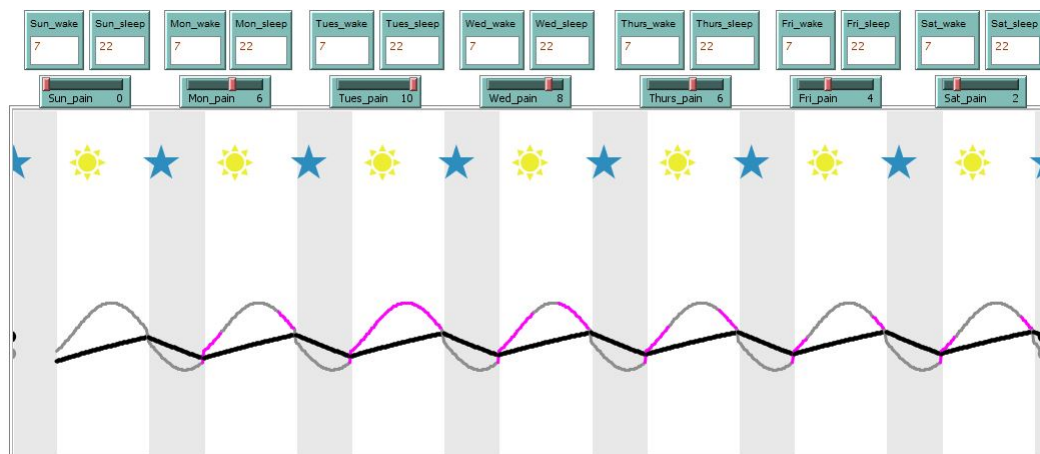 Sun_wake Sun_sleep Mon_wake Mon_sleep Tues_wake Tues_sleep Wed_wake Wed_sleep Thurs_wake Thurs_sleep Fri_wake Fri_sleep Sat_wake Sat_sleep
7 22 7 22 7 22 7 22 7 22 7 22 7 22
Sun_pain 0 Mon_pain 6 Tues_pain 10 Wed_pain 8 Thurs_pain 6 Fri_pain 4 Sat_pain 2